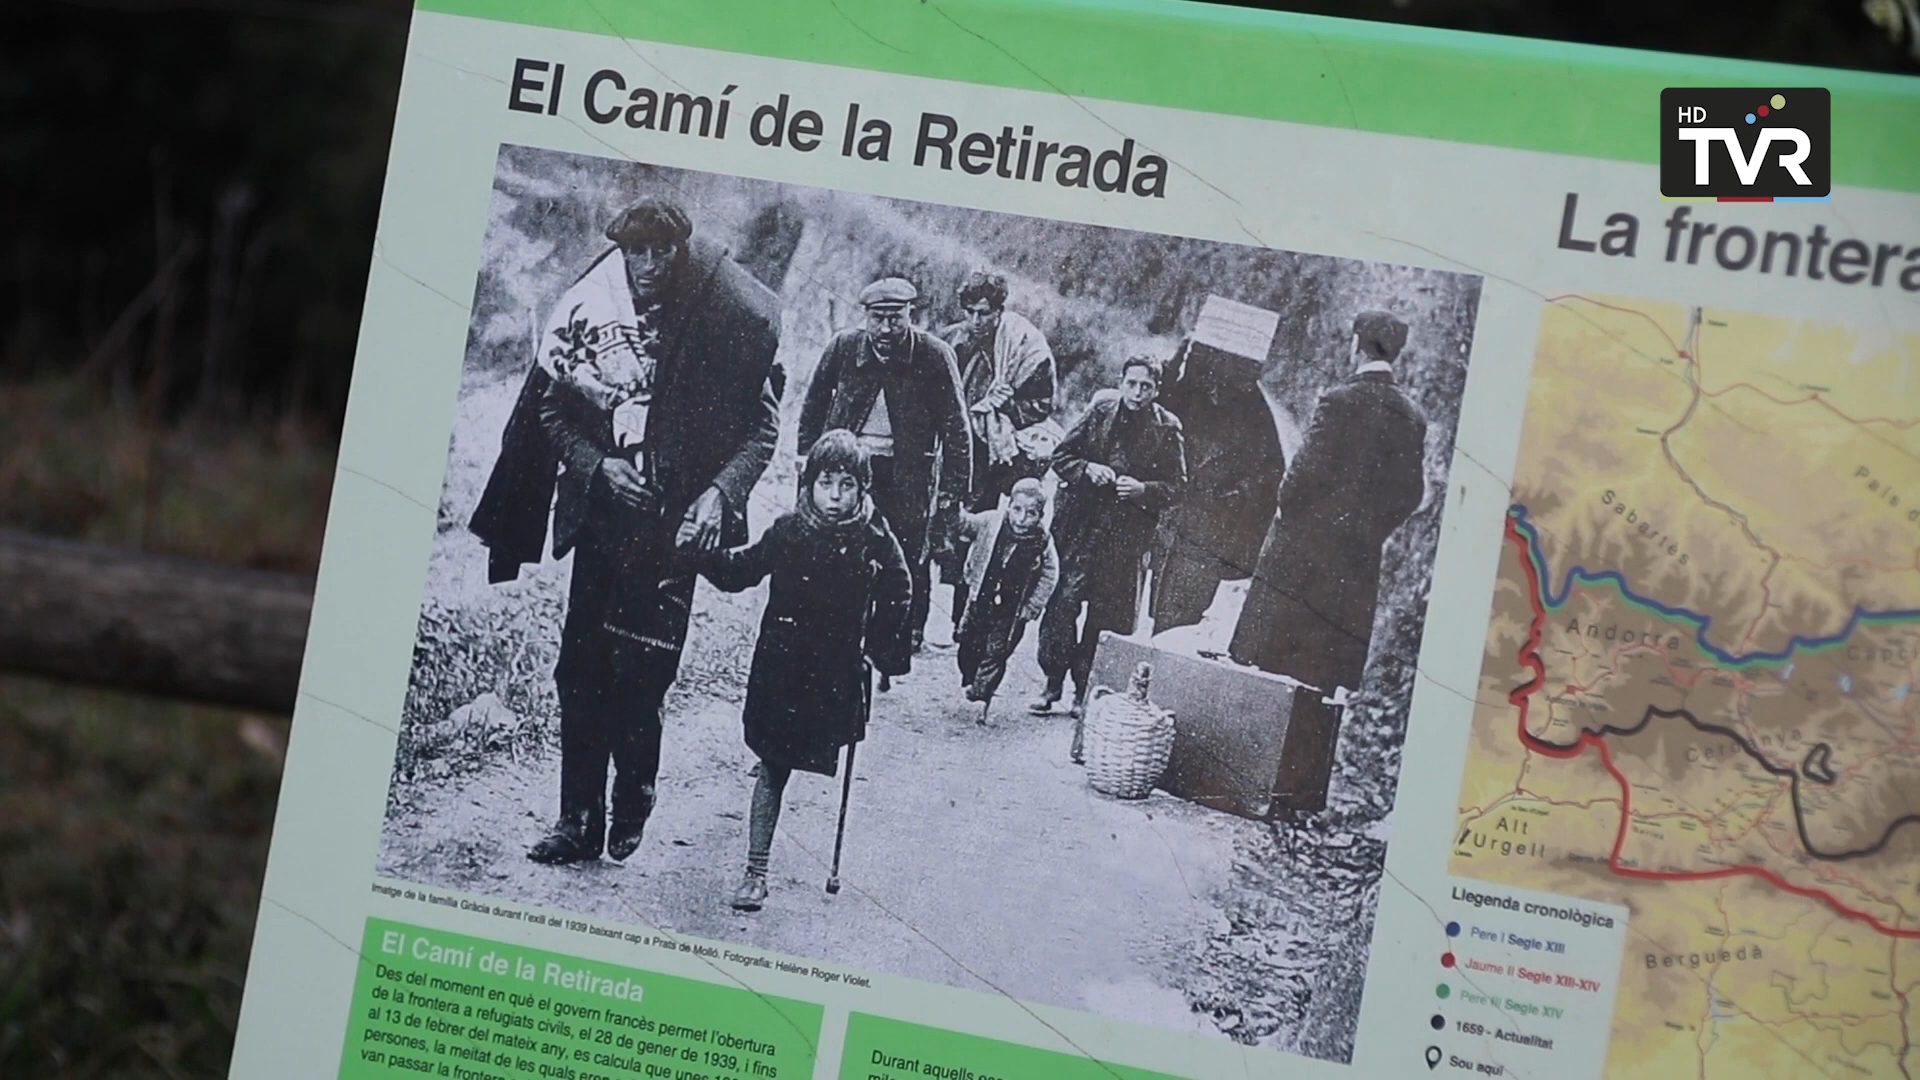 HD
TVR
El Camí de la Retirada
La frontera
Imatge de la família Gràcia durant l'exili del 1939 baixant cap a Prats de Molló. Fotografia: Helène Roger Violet.
El Camí de la Retirada
Des del moment en què el govern francès permet l'obertura
de la frontera a refugiats civils, el 28 de gener de 1939, i fins
al 13 de febrer del mateix any, es calcula que unes
persones, la meitat de les quals
van passar la
Durant aquells
País
Sabartès
Andorra
Capcir
Cerdanya
Alt
Urgell
Berguedà
Llegenda cronològica
Pere I Segle XIII
Jaume II Segle XIII-XIV
Pere III Segle XIV
1659 - Actualitat
Sou aquí